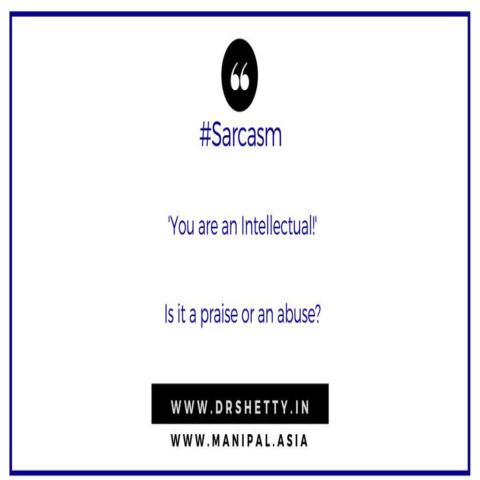 #Sarcasm
'You are an Intellectual!'
Is it a praise or an abuse?
WWW.DRSHETTY.IN
WWW.MANIPAL.ASIA